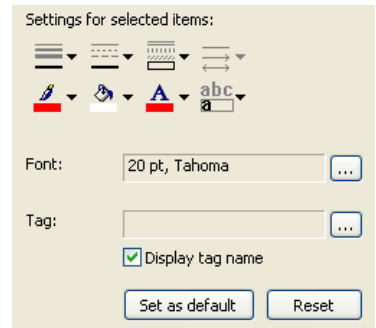 Settings for selected items:
A abc
a
Font: 20 pt, Tahoma ...
Tag: ...
Display tag name
Set as default Reset